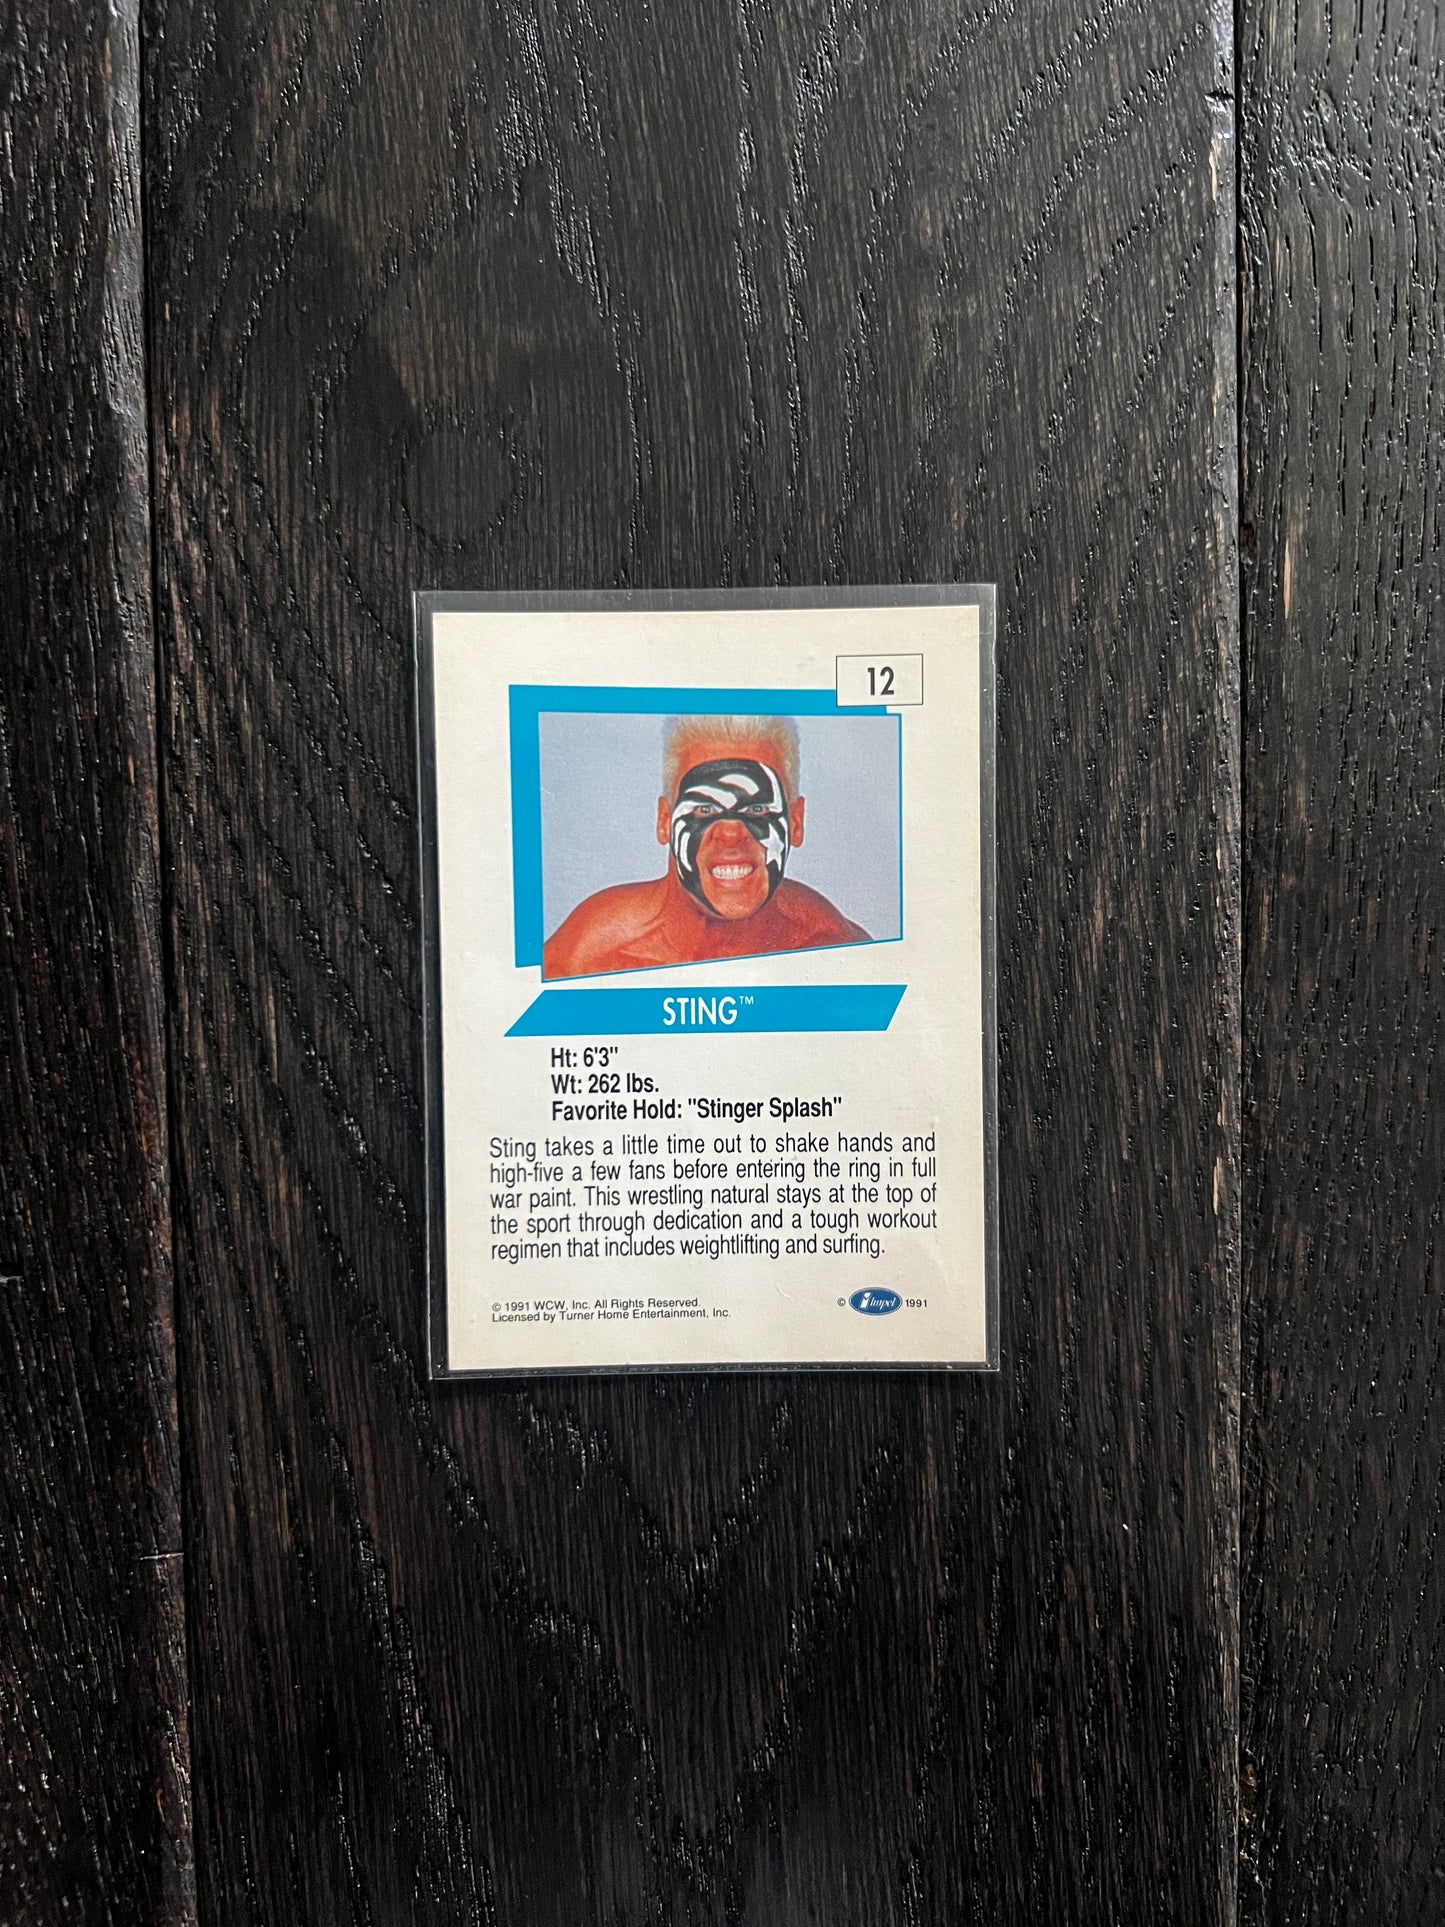 12
STING™
Ht: 6'3"
Wt: 262 lbs.
Favorite Hold: "Stinger Splash"
Sting takes a little time out to shake hands and
high-five a few fans before entering the ring in full
war paint. This wrestling natural stays at the top of
the sport through dedication and a tough workout
regimen that includes weightlifting and surfing.
© 1991 WCW, Inc. All Rights Reserved.
Licensed by Turner Home Entertainment, Inc.
© Impel 1991